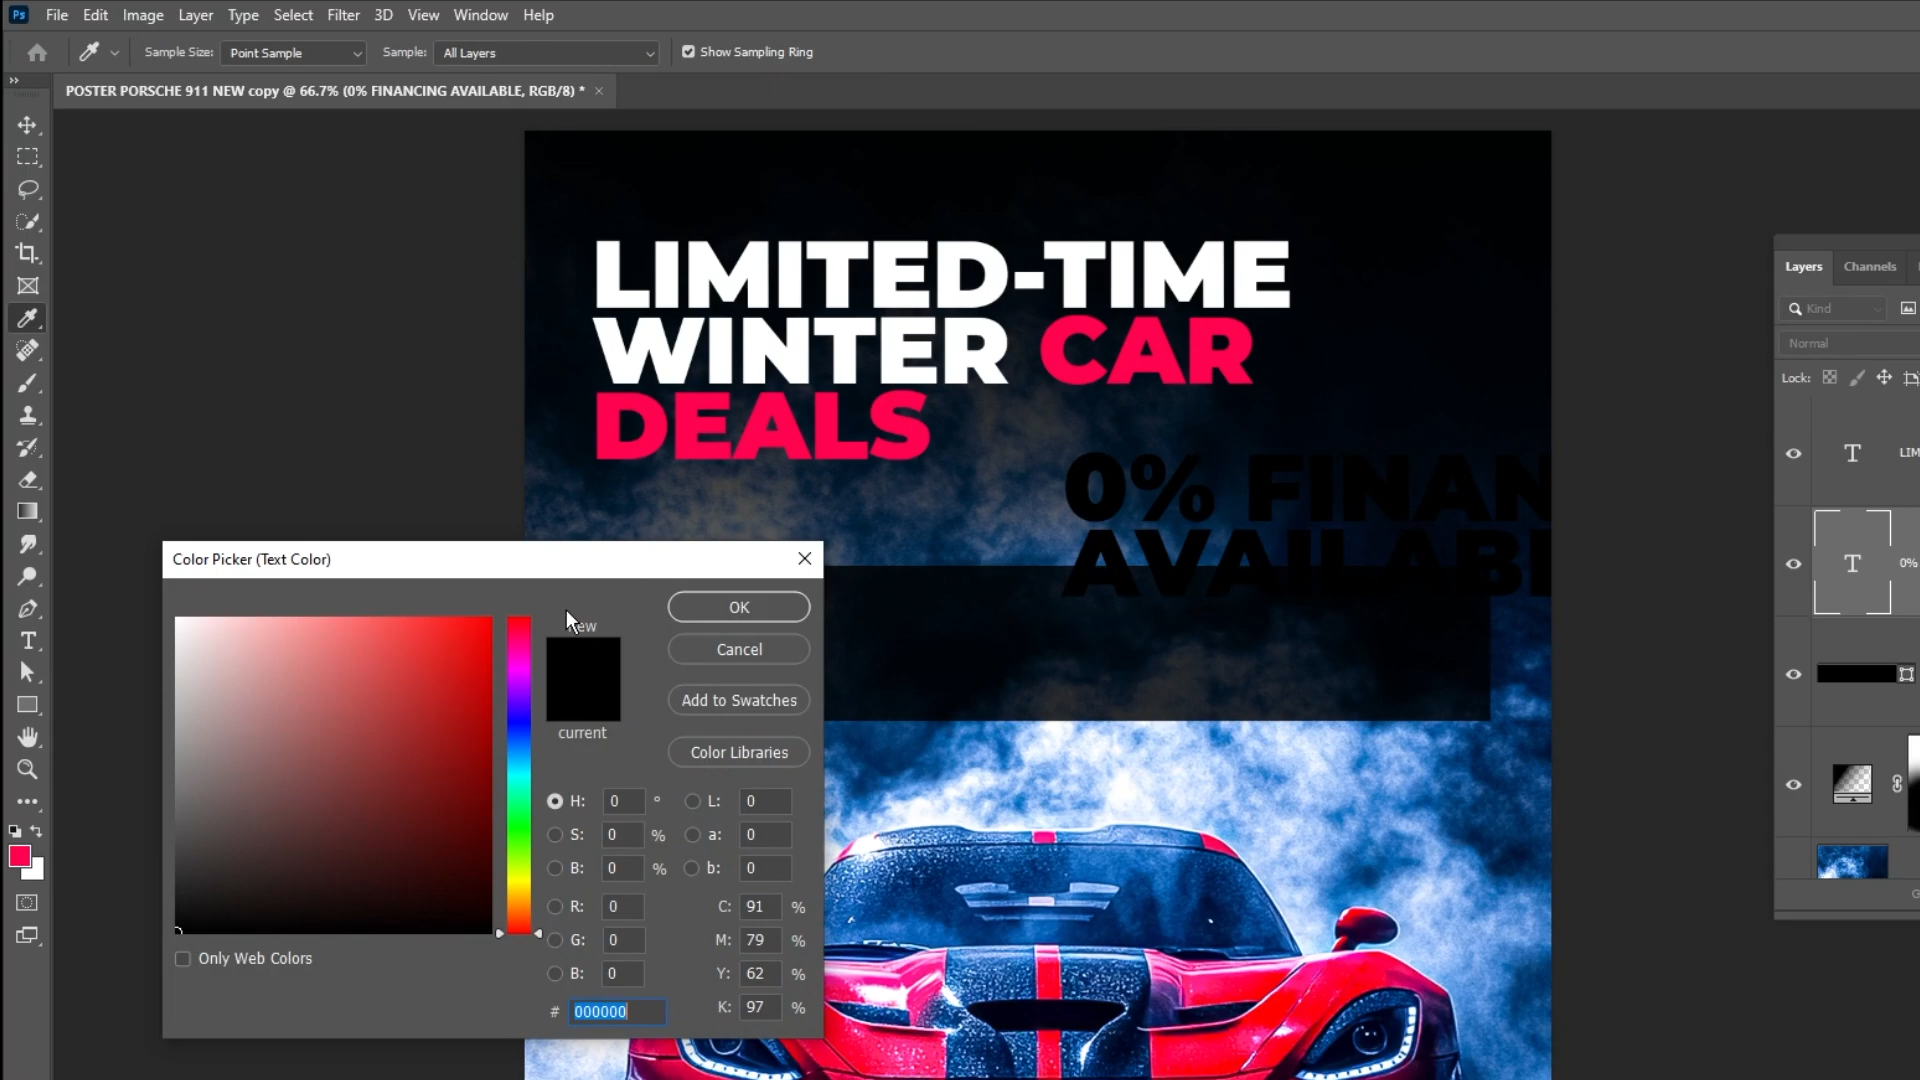 Ps File Edit Image Layer Type Select Filter 3D View Window Help
Sample Size: Point Sample Sample: All Layers Show Sampling Ring
POSTER PORSCHE 911 NEW copy @ 66.7% (0% FINANCING AVAILABLE, RGB/8) * ×
LIMITED-TIME
WINTER CAR
DEALS
0% FINAN
AVAILABL
Color Picker (Text Color)
OK
Cancel
Add to Swatches
Color Libraries
current
H: 0 ° L: 0
S: 0 % a: 0
B: 0 % b: 0
R: 0 C: 91 %
G: 0 M: 79 %
B: 0 Y: 62 %
# 000000 K: 97 %
Only Web Colors
Layers Channels
Kind
Normal
Lock:
T LIM
T 0%